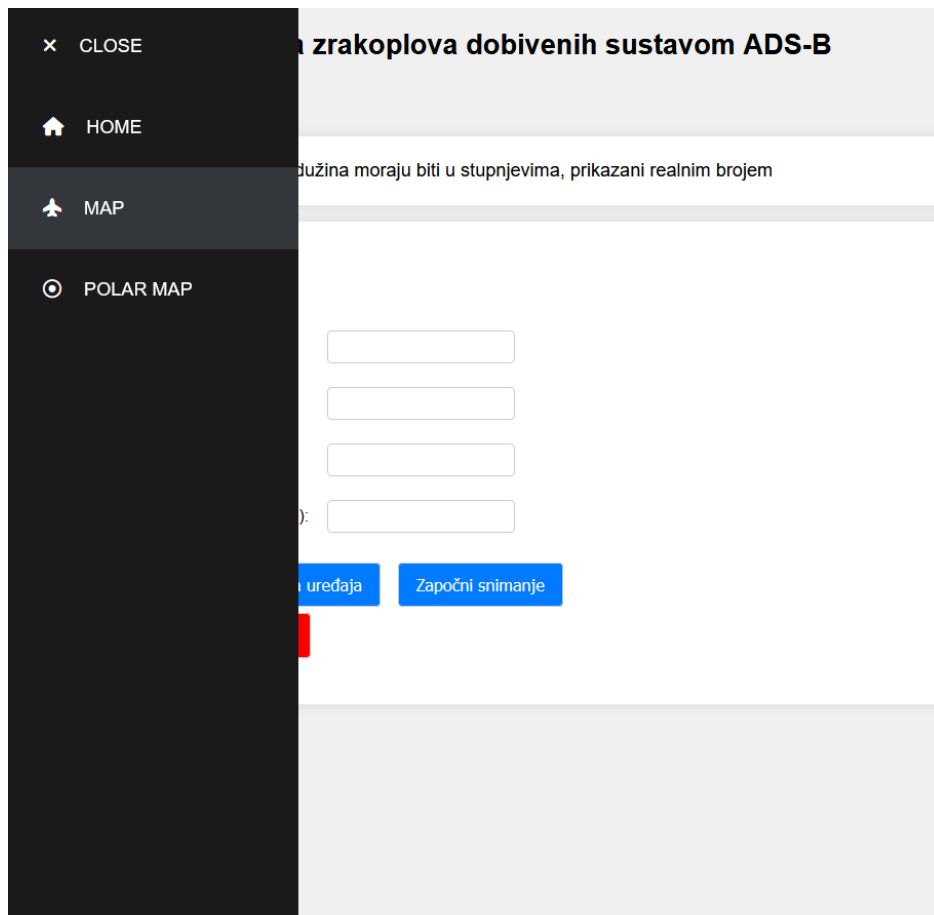 ✕ CLOSE
zrakoplova dobivenih sustavom ADS-B
HOME
dužina moraju biti u stupnjevima, prikazani realnim brojem
MAP
POLAR MAP
):
uređaja
Započni snimanje